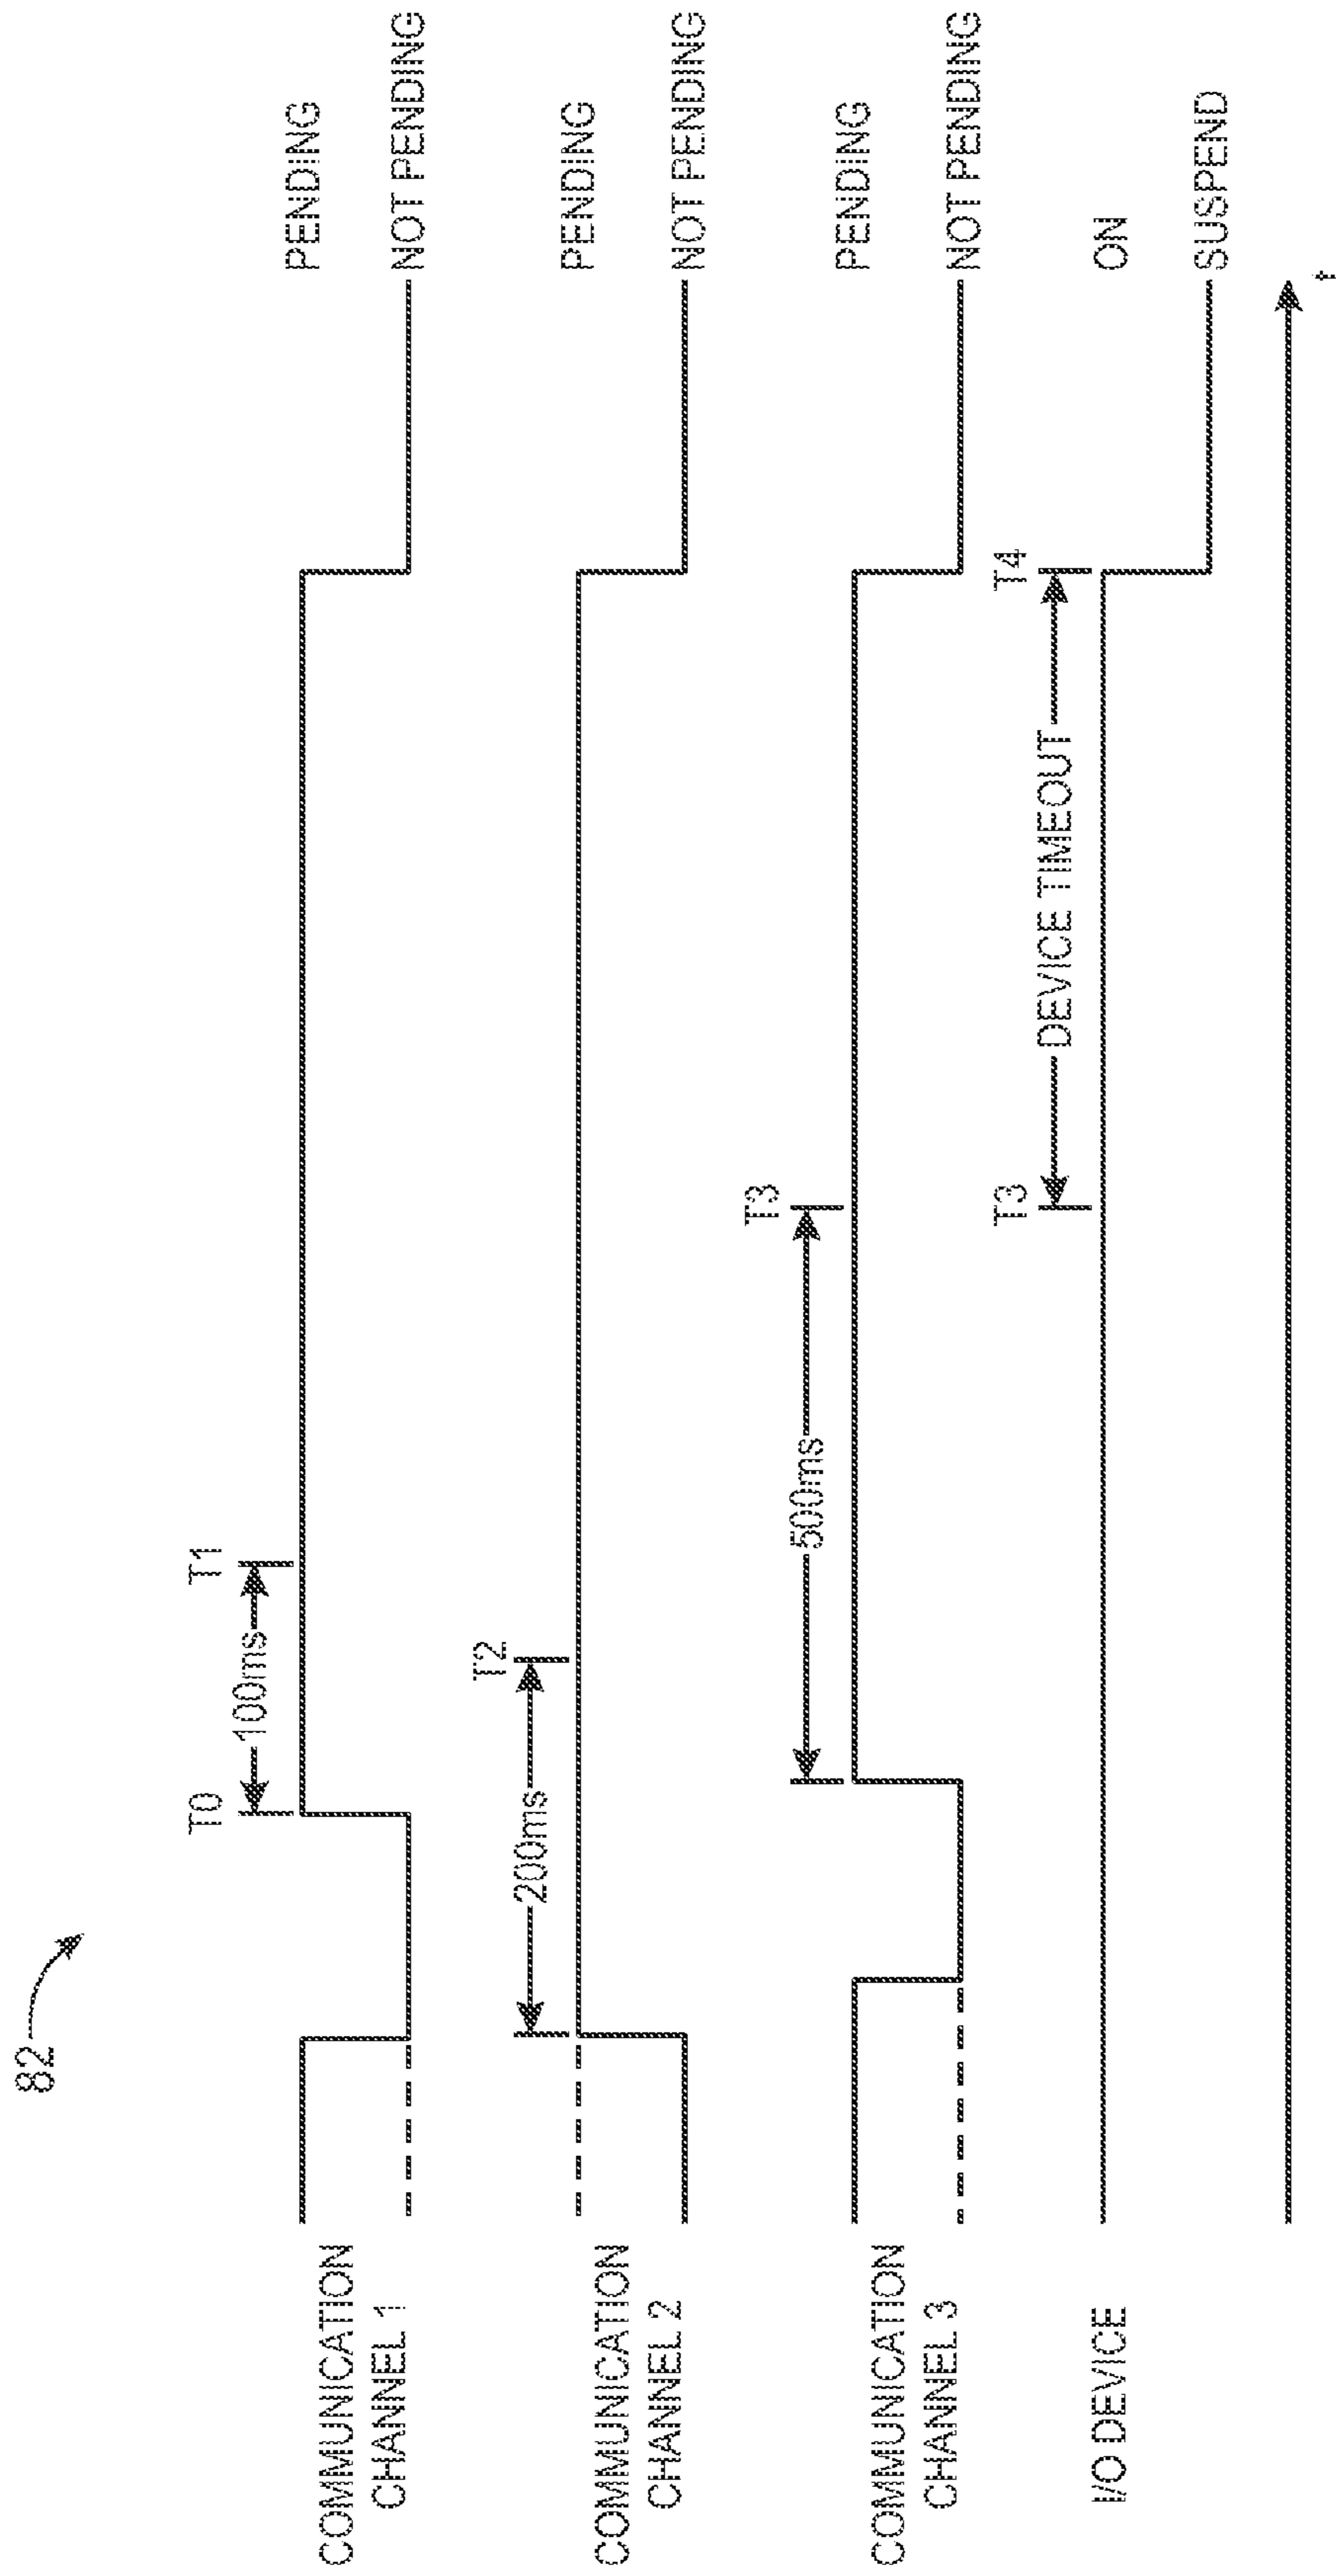 82
COMMUNICATION
CHANNEL 1
T0
100ms
T1
PENDING
NOT PENDING
COMMUNICATION
CHANNEL 2
200ms
T2
PENDING
NOT PENDING
COMMUNICATION
CHANNEL 3
500ms
T3
PENDING
NOT PENDING
I/O DEVICE
T3
DEVICE TIMEOUT
T4
ON
SUSPEND
t